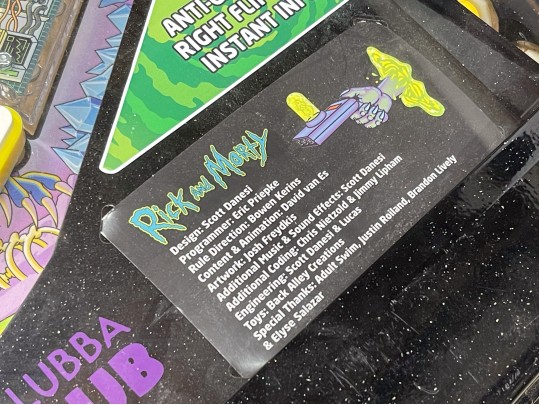 ANTI-
RIGHT FLI
INSTANT INF
RICK AND MORTY
Design: Scott Danesi
Programmer: Eric Priepke
Rule Direction: Bowen Kerins
Content & Animation: David van Es
Artwork: Josh Freydkis
Additional Music & Sound Effects: Scott Danesi
Additional Coding: Chris Nietzold & Jimmy Lipham
Engineering: Scott Danesi & Lucas
Toys: Back Alley Creations
Special Thanks: Adult Swim, Justin Roiland, Brandon Lively
& Elyse Salazar
LUBBA
UB